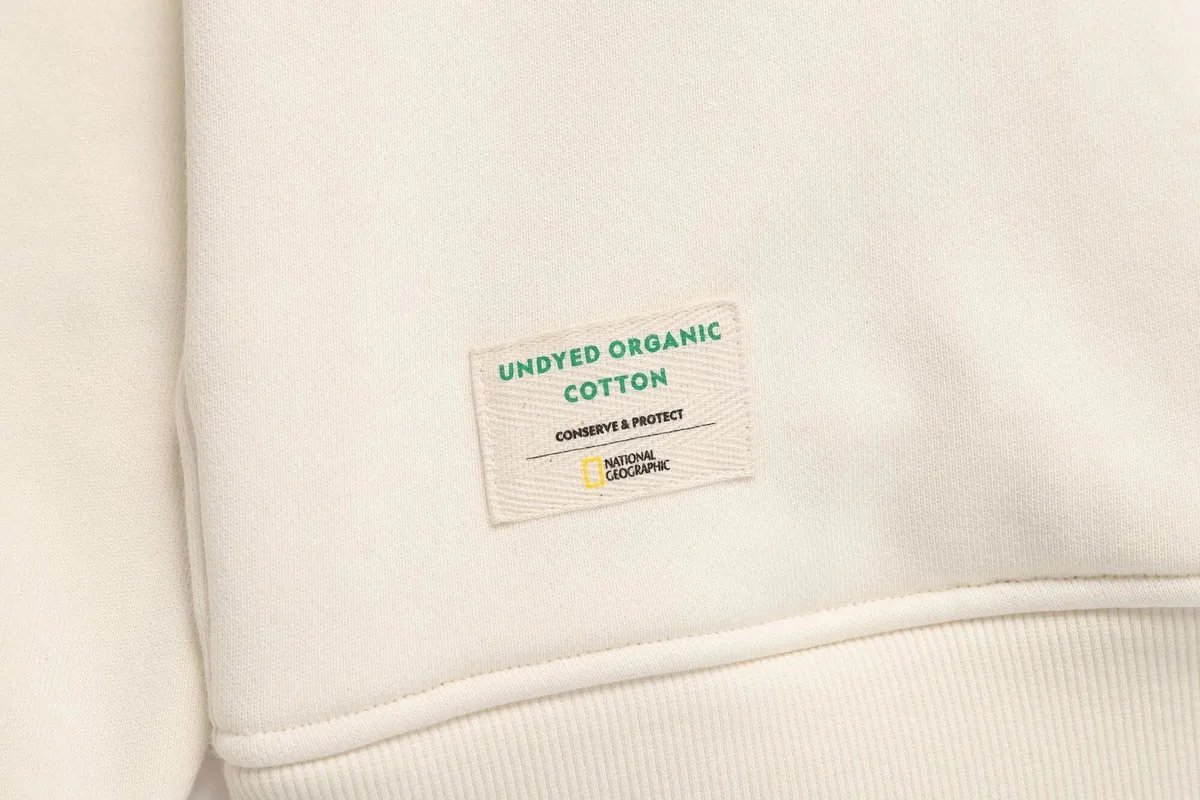 UNDYED ORGANIC
COTTON
CONSERVE & PROTECT
NATIONAL
GEOGRAPHIC